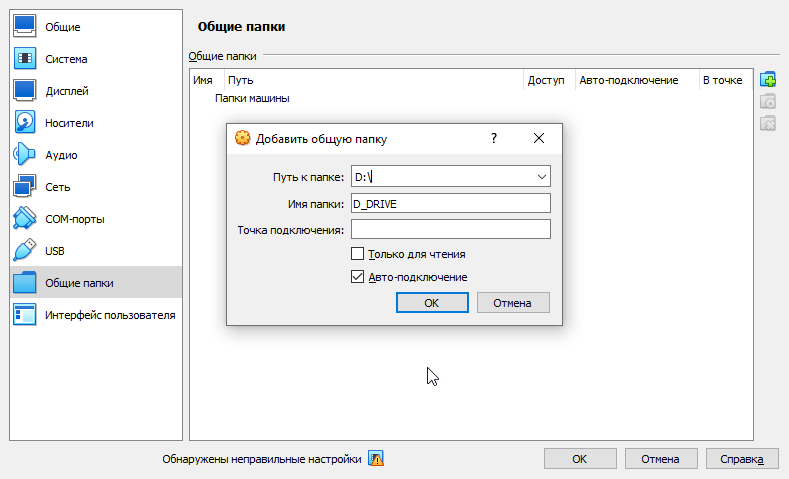 Общие
Система
Дисплей
Носители
Аудио
Сеть
COM-порты
USB
Общие папки
Интерфейс пользователя
Общие папки
Общие папки
Имя Путь Доступ Авто-подключение В точке
Папки машины
Добавить общую папку ?
Путь к папке: D:\
Имя папки: D_DRIVE
Точка подключения:
Только для чтения
Авто-подключение
OK Отмена
Обнаружены неправильные настройки OK Отмена Справка